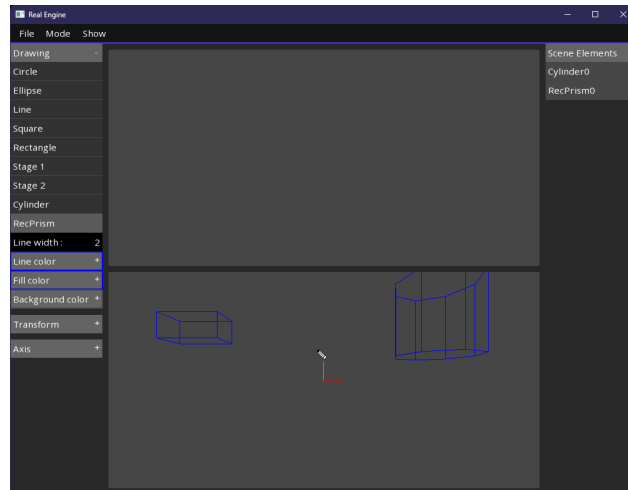 Real Engine
File Mode Show
Drawing -
Circle
Ellipse
Line
Square
Rectangle
Stage 1
Stage 2
Cylinder
RecPrism
Line width : 2
Line color +
Fill color +
Background color +
Transform +
Axis +
Scene Elements
Cylinder0
RecPrism0